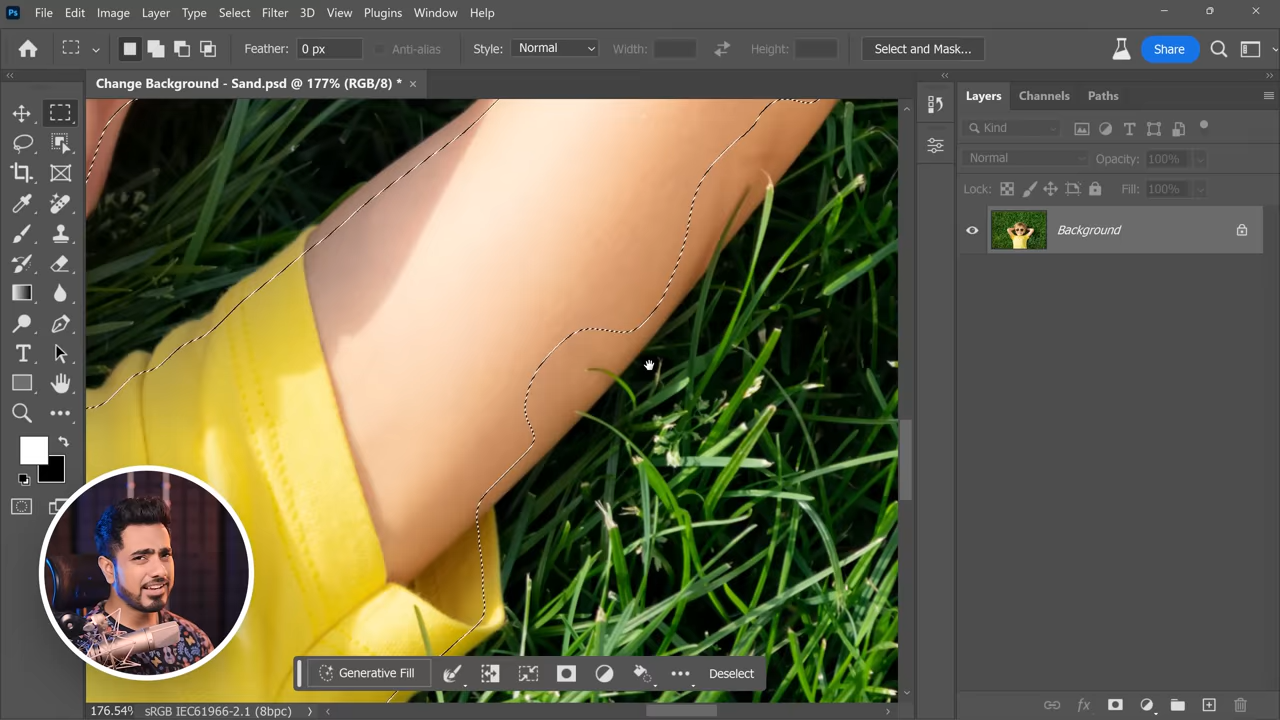 Ps File Edit Image Layer Type Select Filter 3D View Plugins Window Help
Feather: 0 px Anti-alias Style: Normal Width: Height: Select and Mask... Share
Change Background - Sand.psd @ 177% (RGB/8) * ×
Layers Channels Paths
Kind
Normal Opacity: 100%
Lock: Fill: 100%
Background
Generative Fill Deselect
176.54% sRGB IEC61966-2.1 (8bpc)